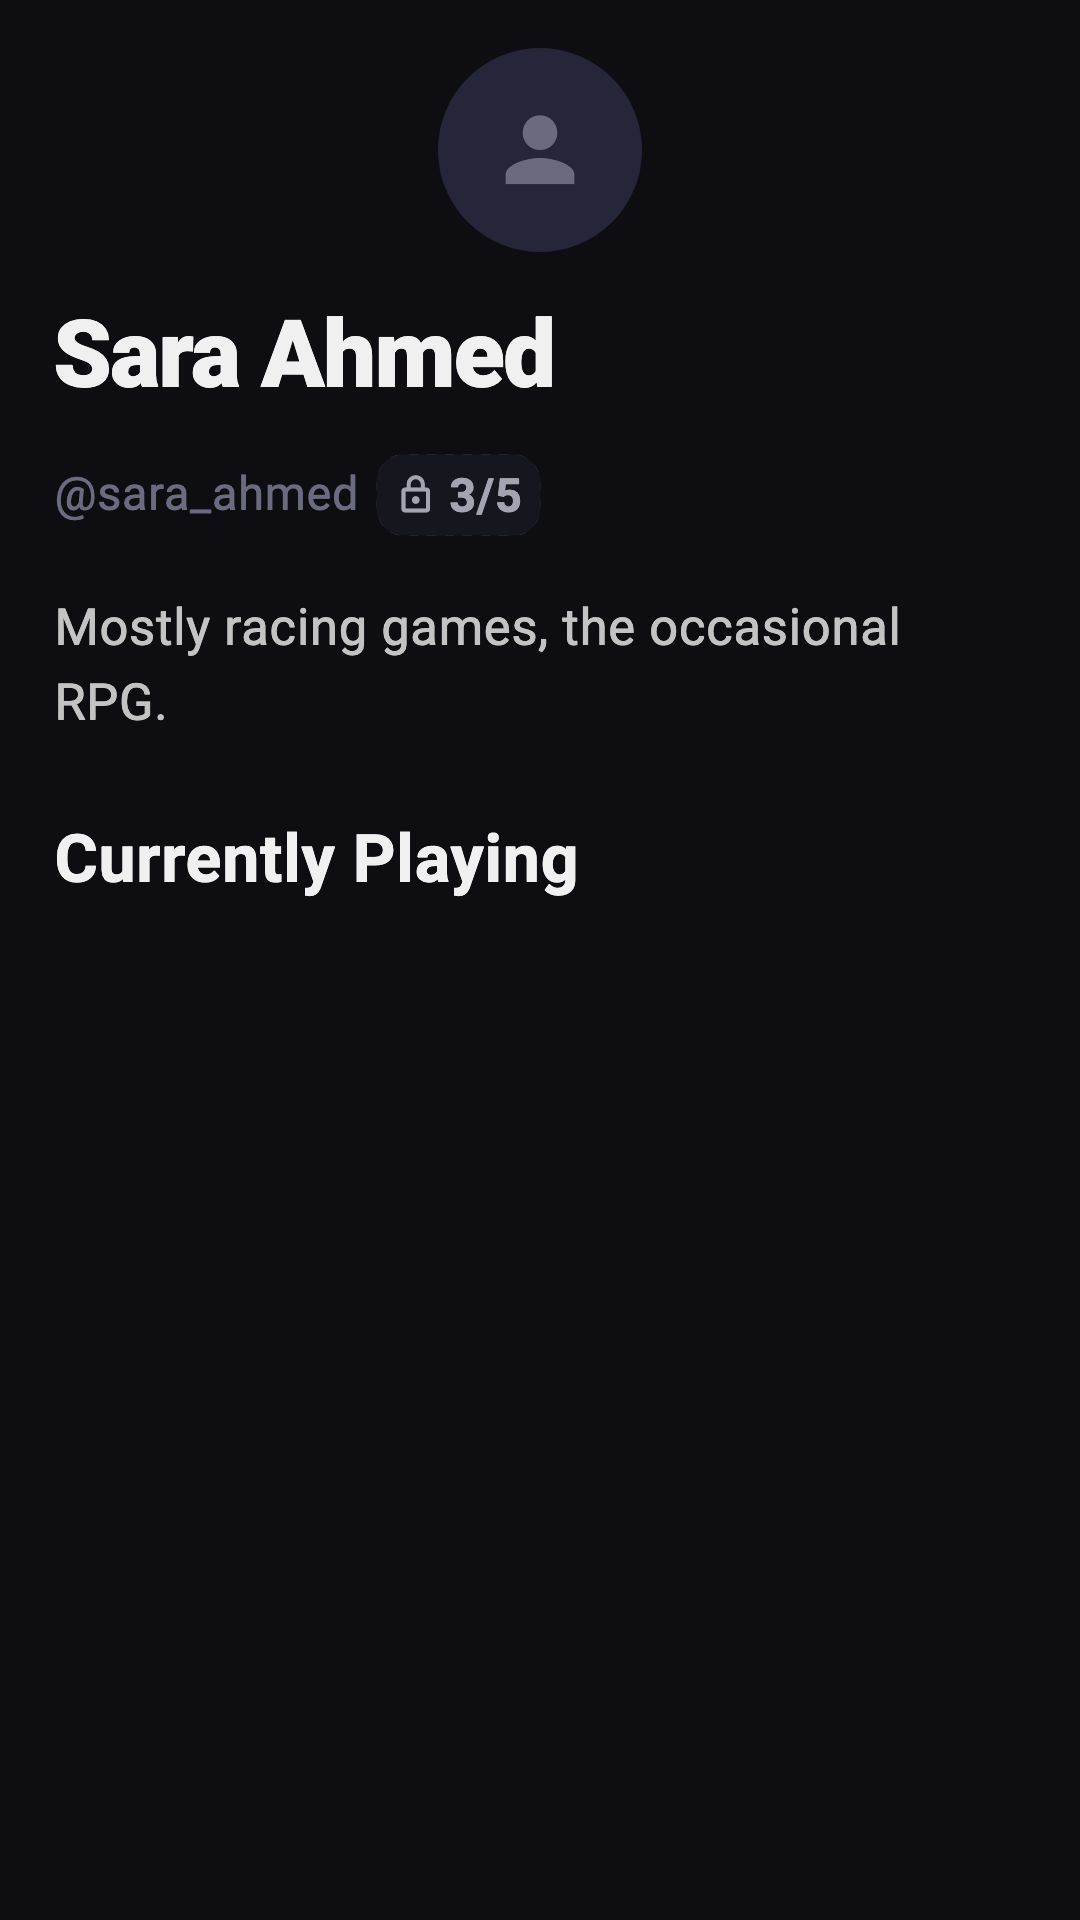 Sara Ahmed
@sara_ahmed 3/5
Mostly racing games, the occasional
RPG.
Currently Playing